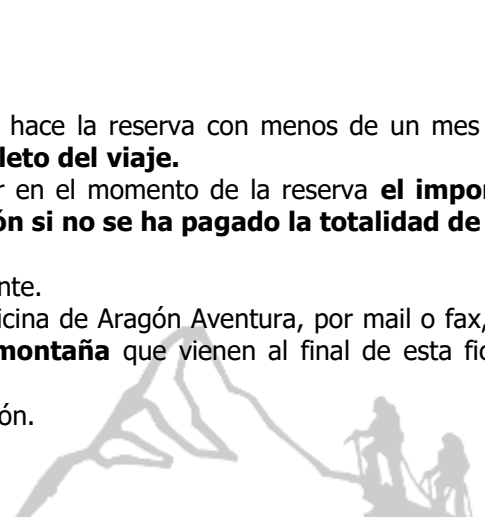 hace la reserva con menos de un mes
leto del viaje.
r en el momento de la reserva el impor
ón si no se ha pagado la totalidad de
nte.
icina de Aragón Aventura, por mail o fax,
montaña que vienen al final de esta fic
ón.